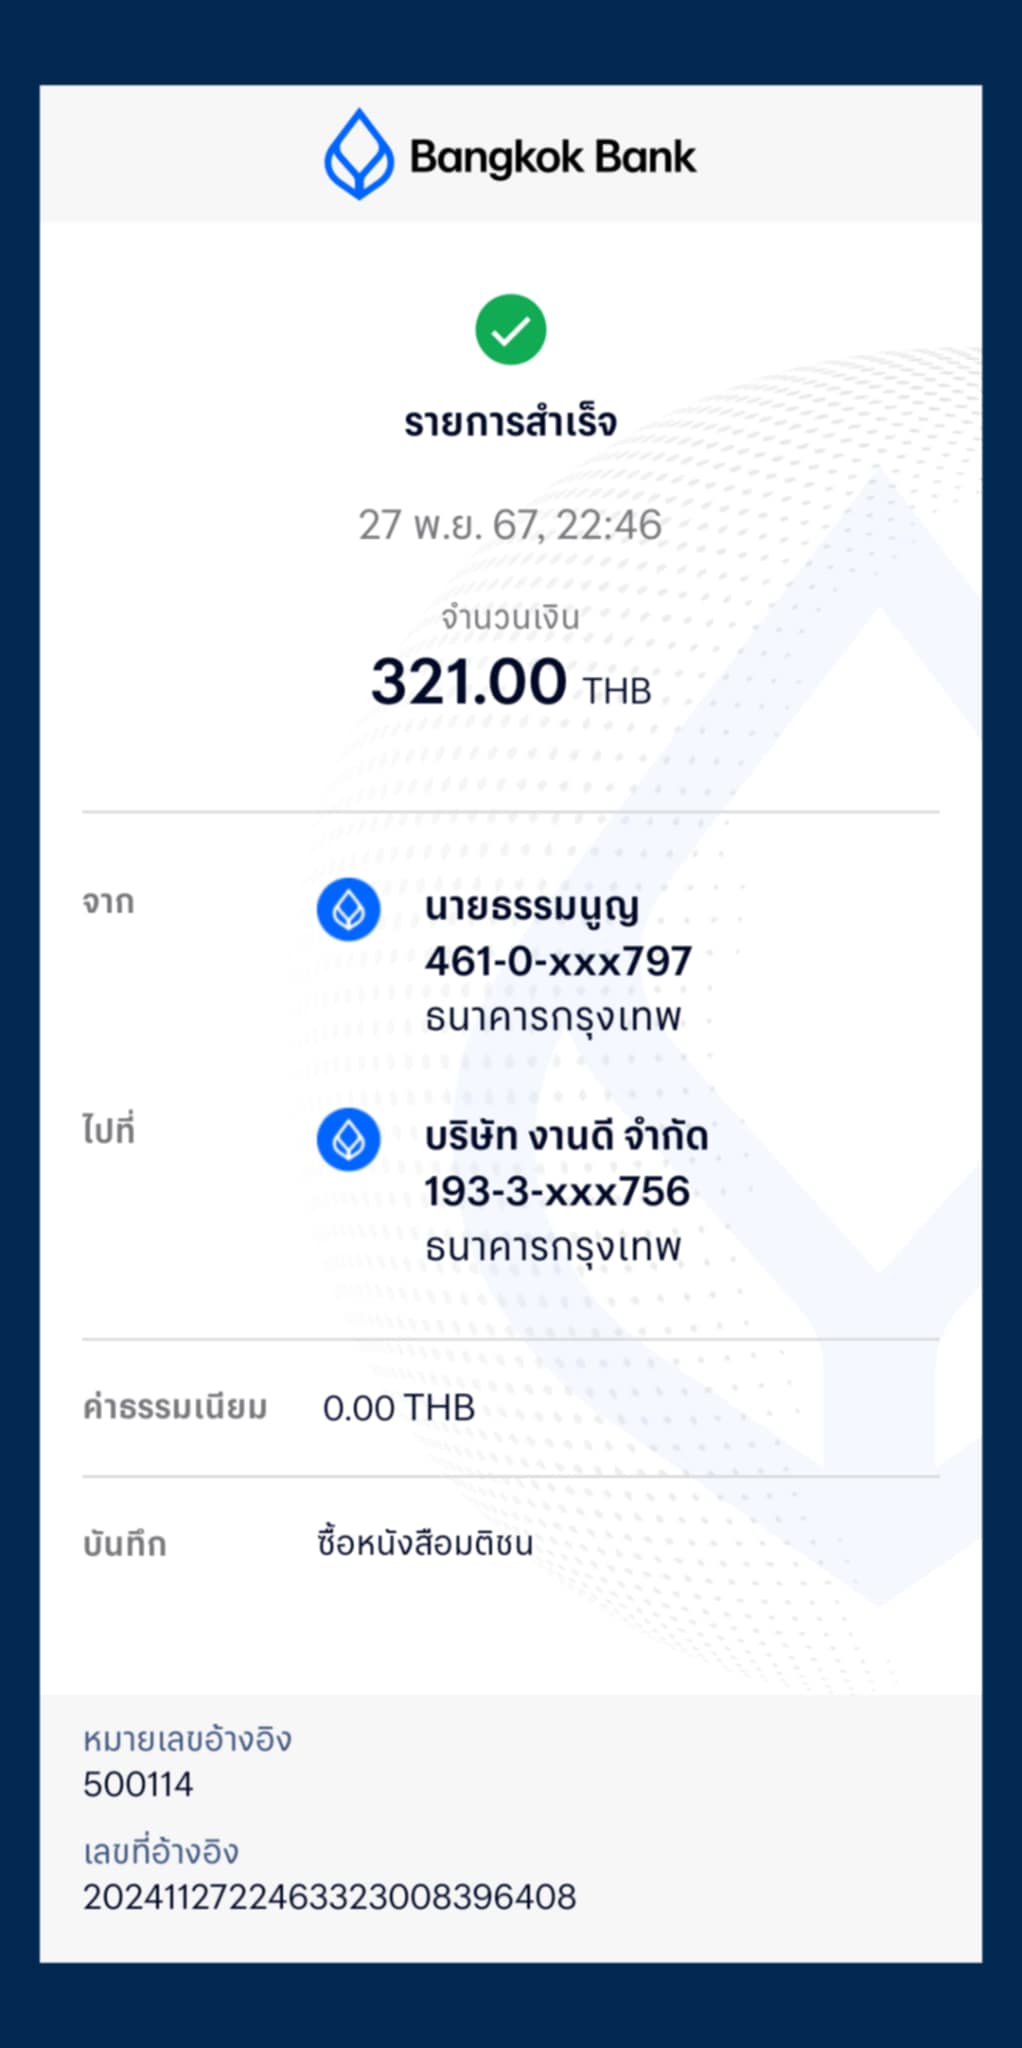 Bangkok Bank
รายการสำเร็จ
27 พ.ย. 67, 22:46
จำนวนเงิน
321.00 THB
จาก
นายธรรมนูญ
461-0-xxx797
ธนาคารกรุงเทพ
ไปที่
บริษัท งานดี จำกัด
193-3-xxx756
ธนาคารกรุงเทพ
ค่าธรรมเนียม 0.00 THB
บันทึก ซื้อหนังสือมติชน
หมายเลขอ้างอิง
500114
เลขที่อ้างอิง
2024112722463323008396408